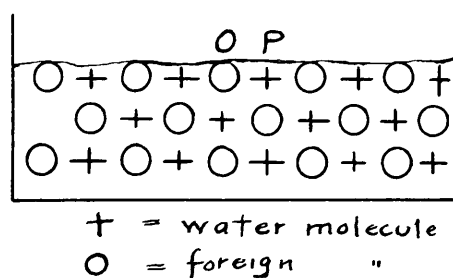 O P
+ = water molecule
O = foreign "